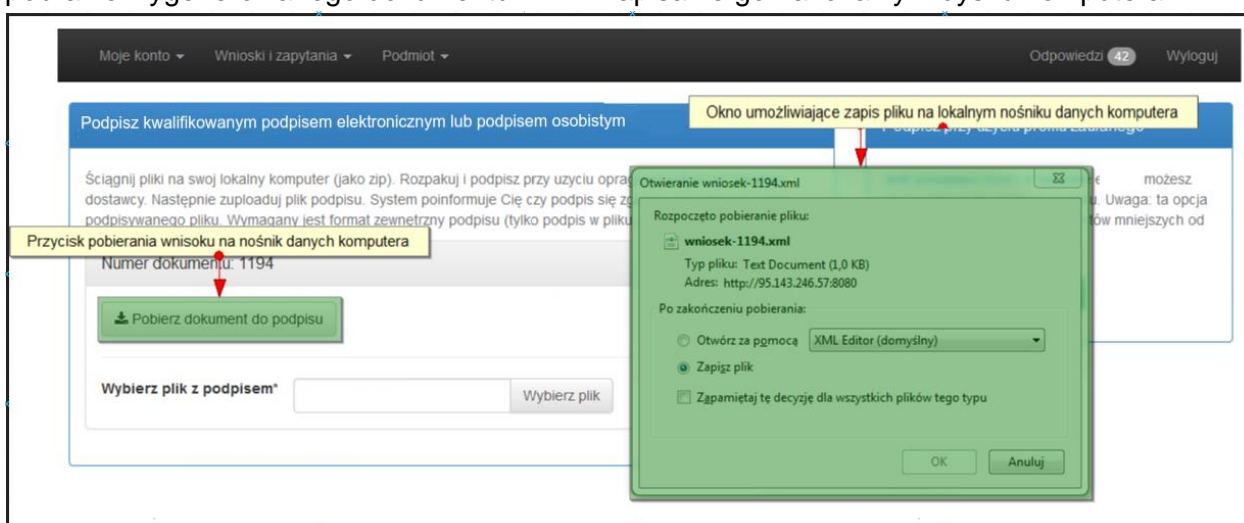 Moje konto Wnioski i zapytania Podmiot Odpowiedzi 42 Wyloguj
Okno umożliwiające zapis pliku na lokalnym nośniku danych komputera
Podpisz kwalifikowanym podpisem elektronicznym lub podpisem osobistym
Ściągnij pliki na swoj lokalny komputer (jako zip). Rozpakuj i podpisz przy uzyciu
dostawcy. Następnie zuploaduj plik podpisu. System poinformuje Cię czy podpis się
podpisywanego pliku. Wymagany jest format zewnetrzny podpisu (tylko podpis w pliku
możesz
Uwaga: ta opcja
mniejszych od
Przycisk pobierania wnisoku na nośnik danych komputera
Numer dokumentu: 1194
Pobierz dokument do podpisu
Wybierz plik z podpisem* Wybierz plik
Otwieranie wniosek-1194.xml
Rozpoczęto pobieranie pliku:
wniosek-1194.xml
Typ pliku: Text Document (1,0 KB)
Adres: http://95.143.246.57:8080
Po zakończeniu pobierania:
Otwórz za pomocą XML Editor (domyślny)
Zapisz plik
Zapamiętaj tę decyzję dla wszystkich plików tego typu
OK Anuluj